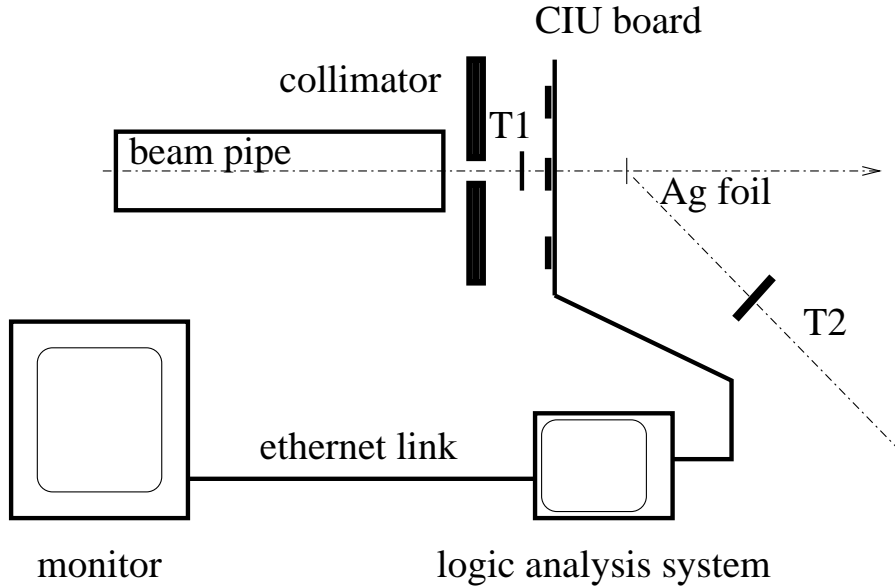 CIU board
collimator
T1
beam pipe
Ag foil
T2
ethernet link
monitor
logic analysis system